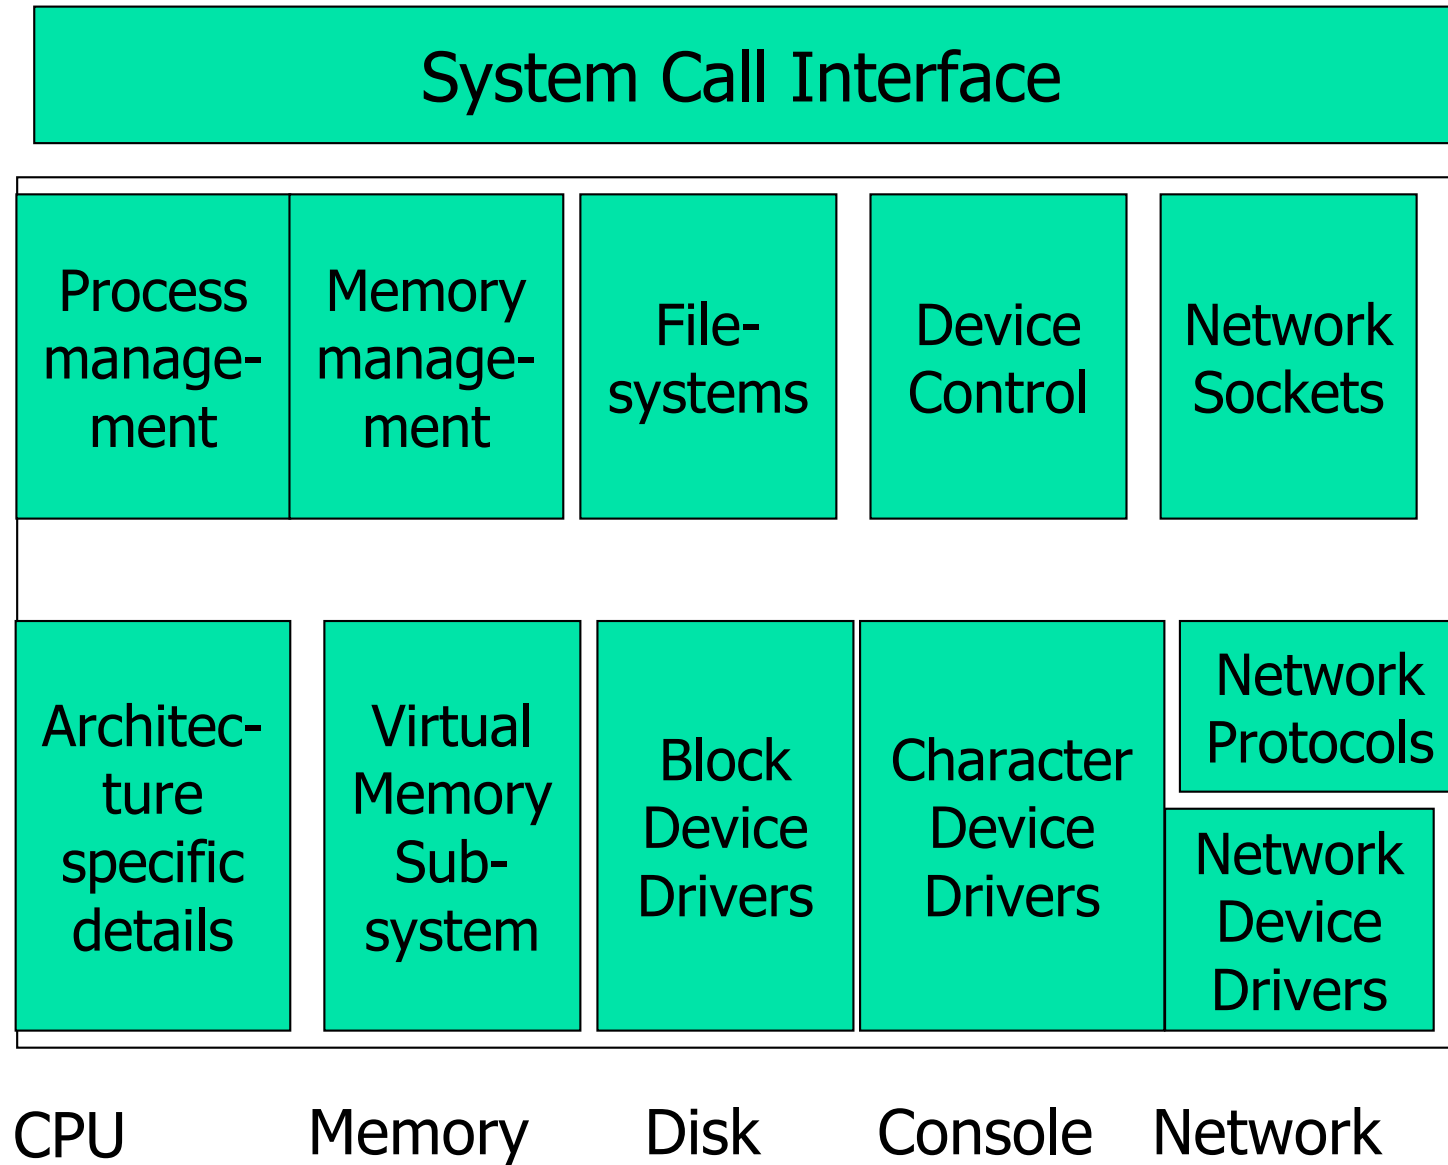 System Call Interface
Process
manage-
ment
Memory
manage-
ment
File-
systems
Device
Control
Network
Sockets
Architec-
ture
specific
details
Virtual
Memory
Sub-
system
Block
Device
Drivers
Character
Device
Drivers
Network
Protocols
Network
Device
Drivers
CPU
Memory
Disk
Console
Network